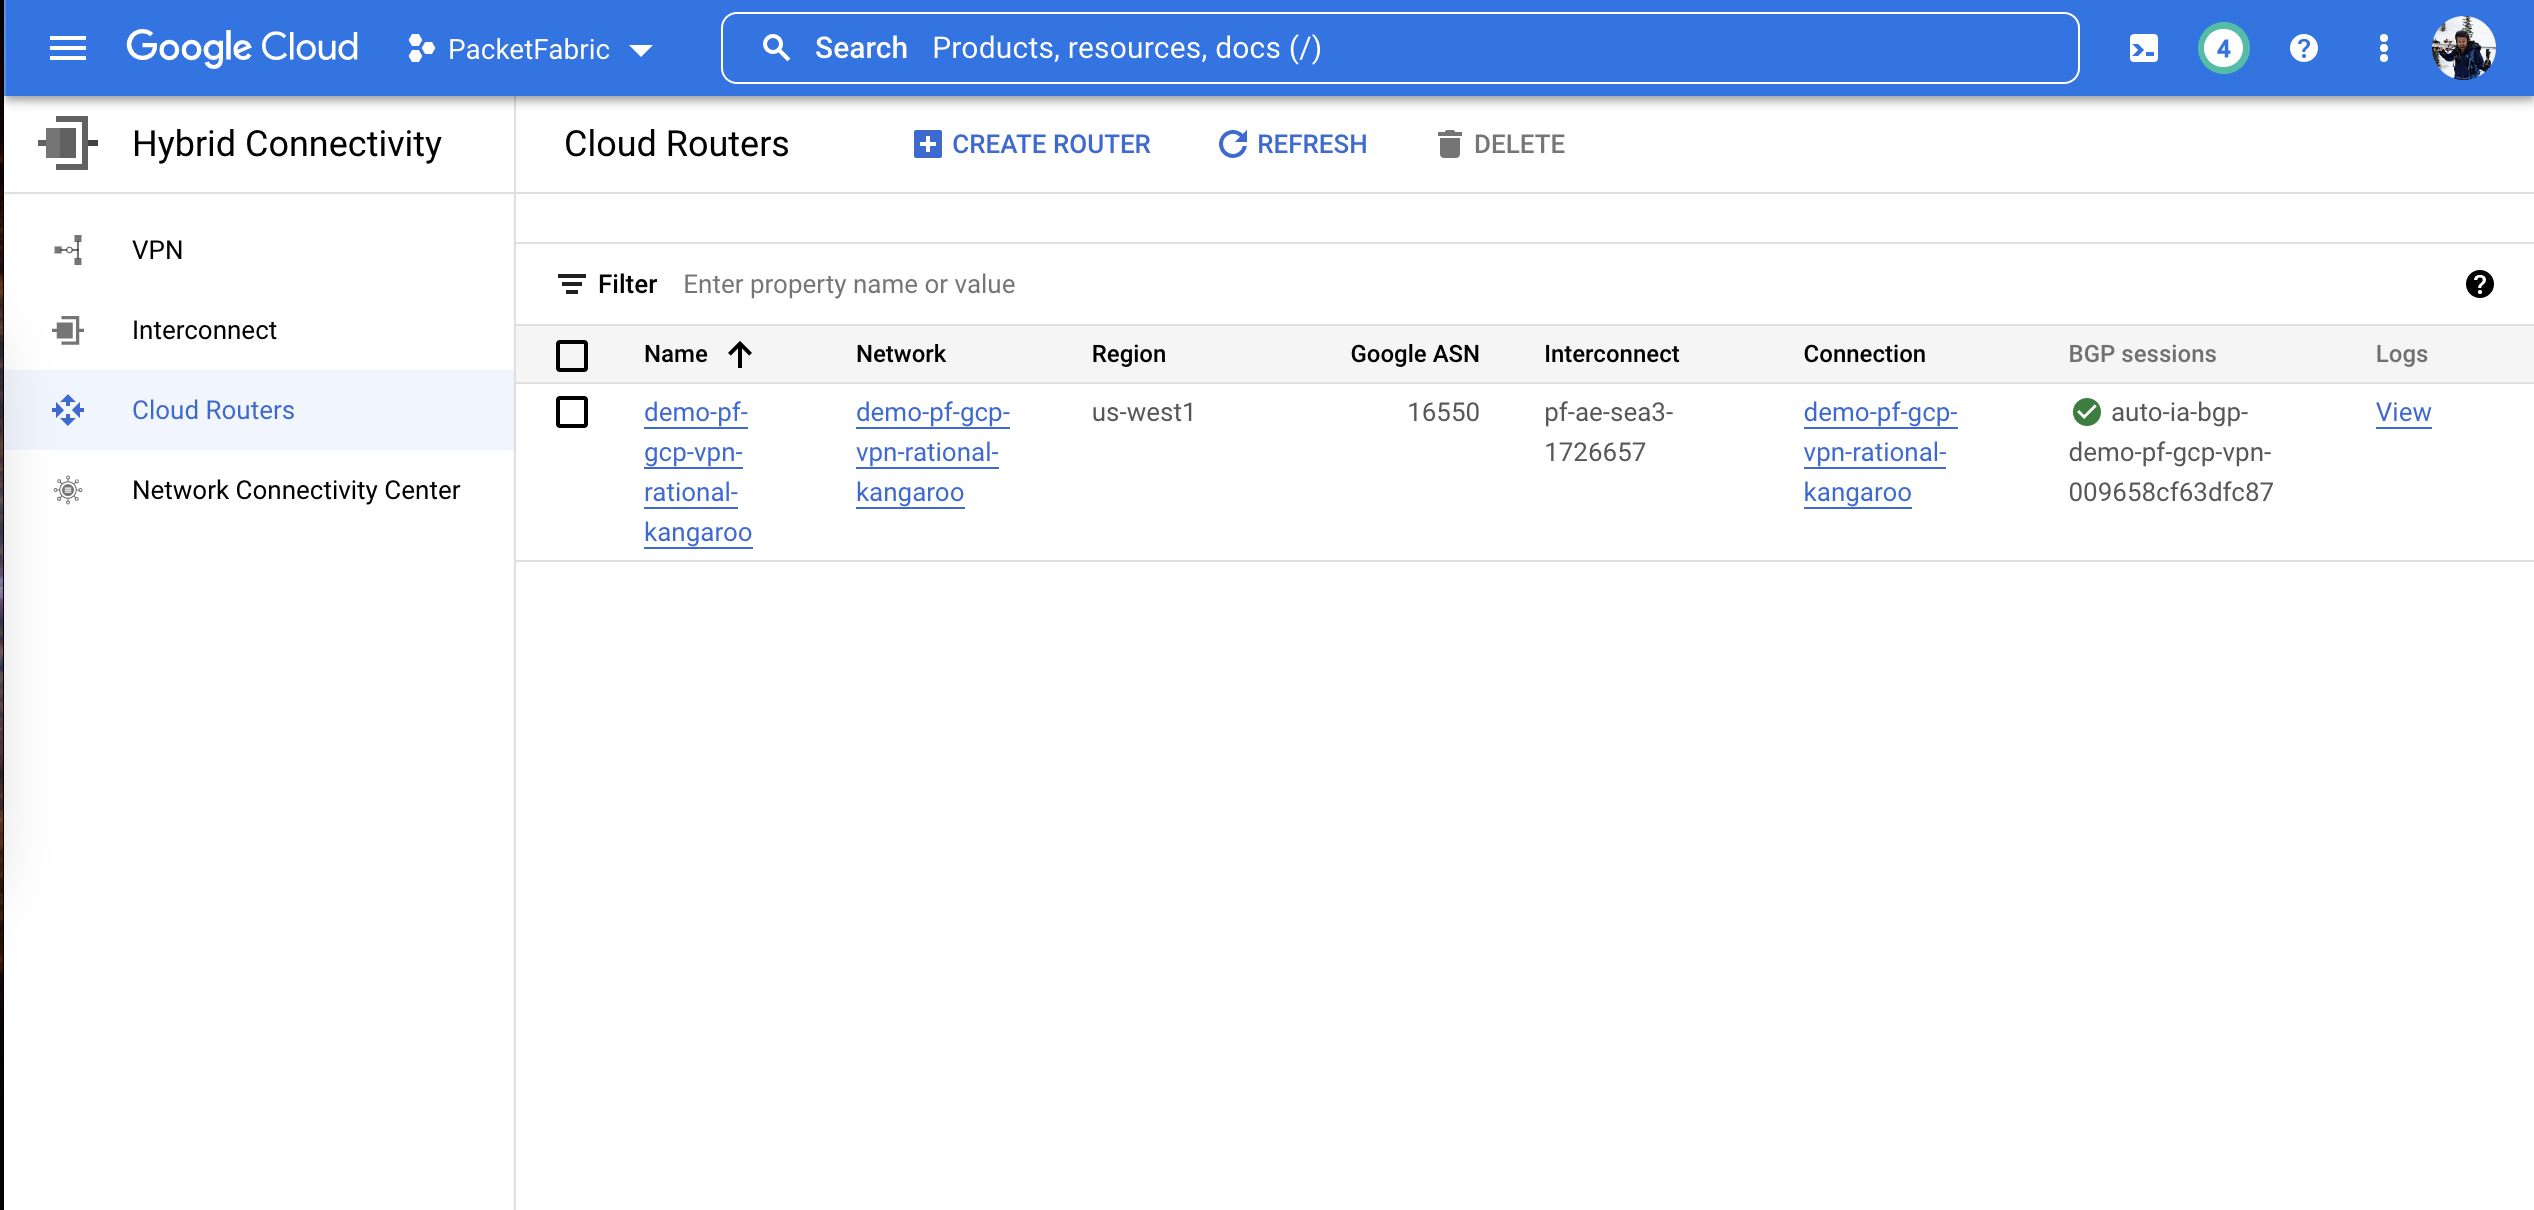 Google Cloud PacketFabric Search Products, resources, docs (/) 4
Hybrid Connectivity
VPN
Interconnect
Cloud Routers
Network Connectivity Center
Cloud Routers CREATE ROUTER REFRESH DELETE
Filter Enter property name or value
Name Network Region Google ASN Interconnect Connection BGP sessions Logs
demo-pf- demo-pf-gcp- us-west1 16550 pf-ae-sea3- demo-pf-gcp- auto-ia-bgp- View
gcp-vpn- vpn-rational- 1726657 vpn-rational- demo-pf-gcp-vpn-
rational- kangaroo kangaroo 009658cf63dfc87
kangaroo